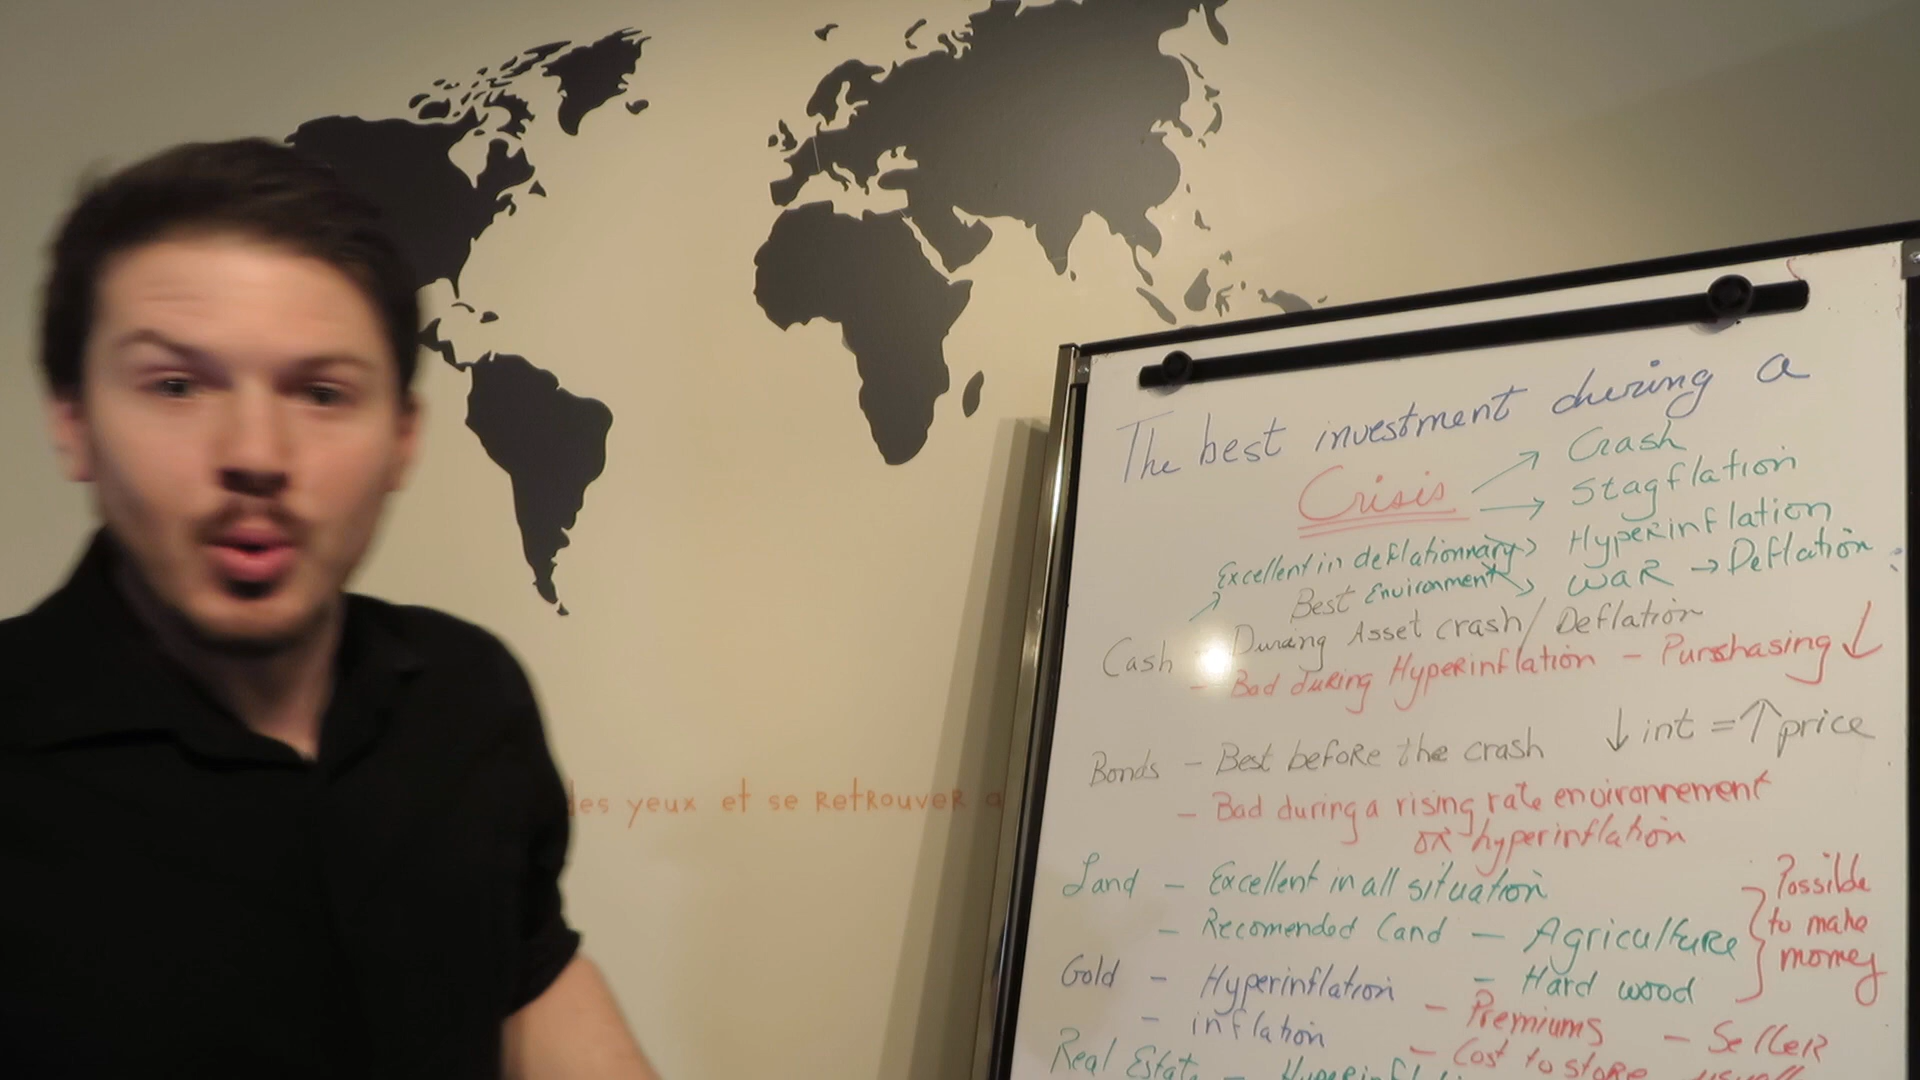 The best investment during a
Crisis
Crash
Stagflation
Hyperinflation
WaR → Deflation
Excellent in deflationnary
Environment
Cash - Best During Asset crash / Deflation
- Bad during Hyperinflation - Purshasing ↓
Bonds - Best before the crash ↓ int = ↑ price
- Bad during a rising rate environnement
or hyperinflation
Land - Excellent in all situation
- Recomended Land - Agriculture
- Hard wood
Possible
to make
money
Gold - Hyperinflation
- inflation
- Premiums
- Cost to store
- Seller
Real Estate -
des yeux et se retrouver a